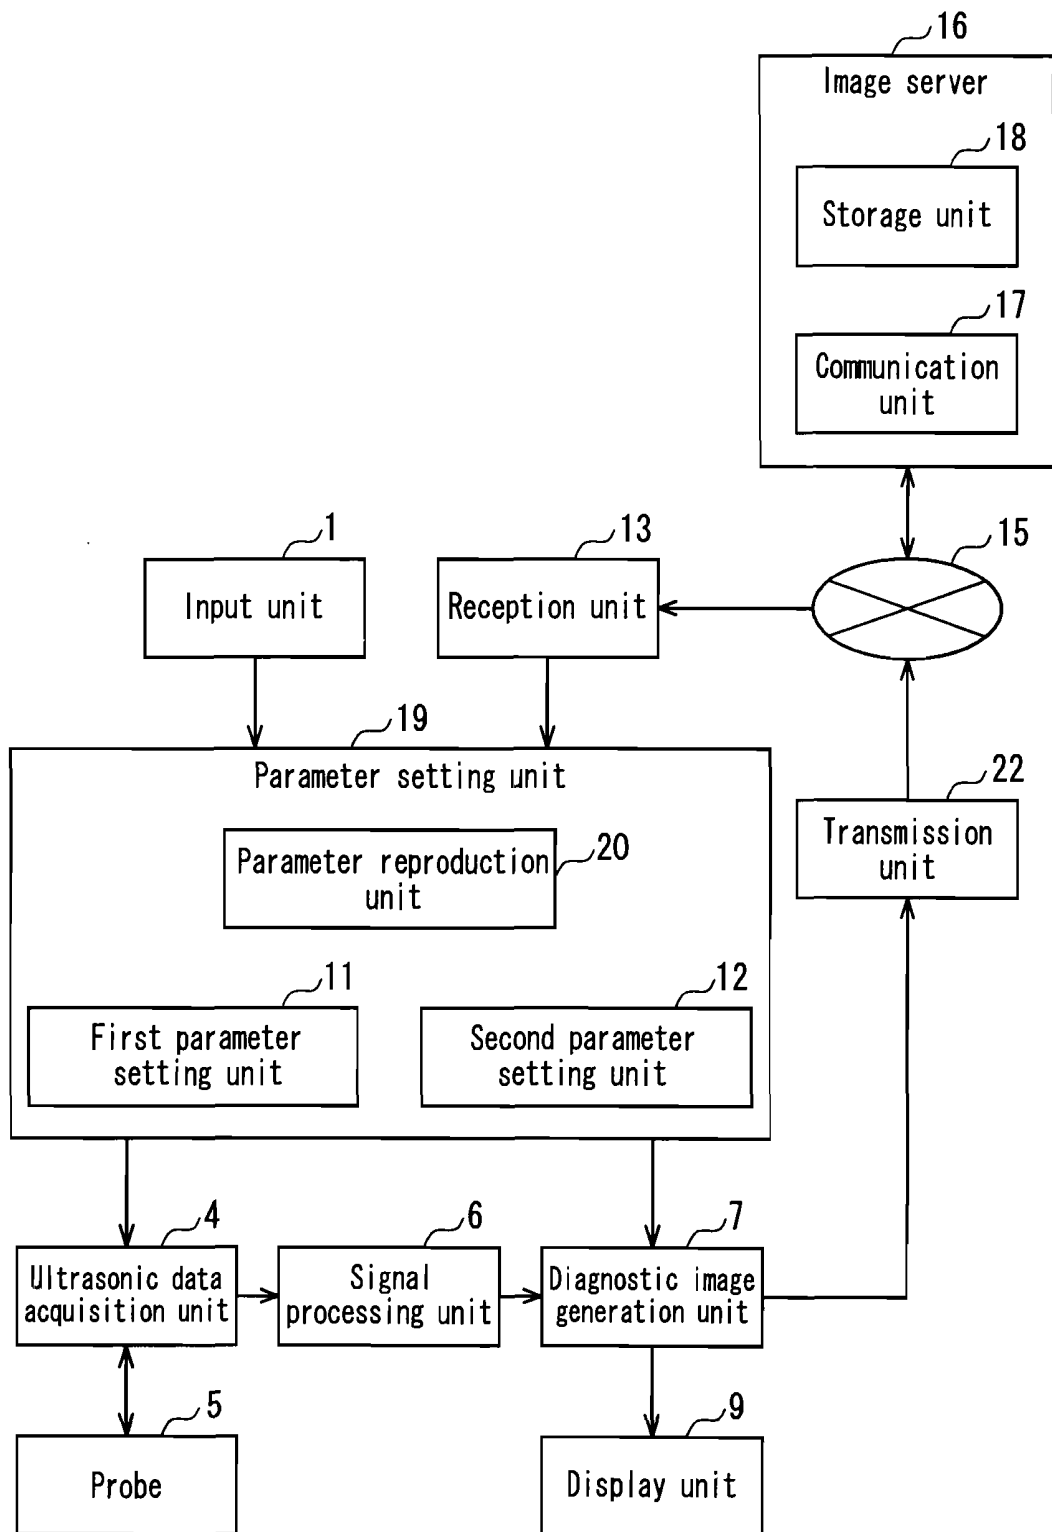 16
Image server
18
Storage unit
17
Communication
unit
1
Input unit
13
Reception unit
15
19
Parameter setting unit
20
Parameter reproduction
unit
22
Transmission
unit
11
First parameter
setting unit
12
Second parameter
setting unit
4
Ultrasonic data
acquisition unit
6
Signal
processing unit
7
Diagnostic image
generation unit
5
Probe
9
Display unit